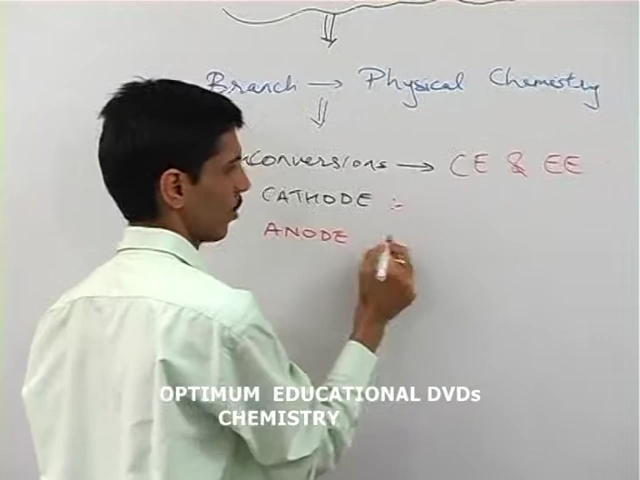 Branch → Physical Chemistry
Conversions → CE & EE
CATHODE :-
ANODE
OPTIMUM EDUCATIONAL DVDs
CHEMISTRY